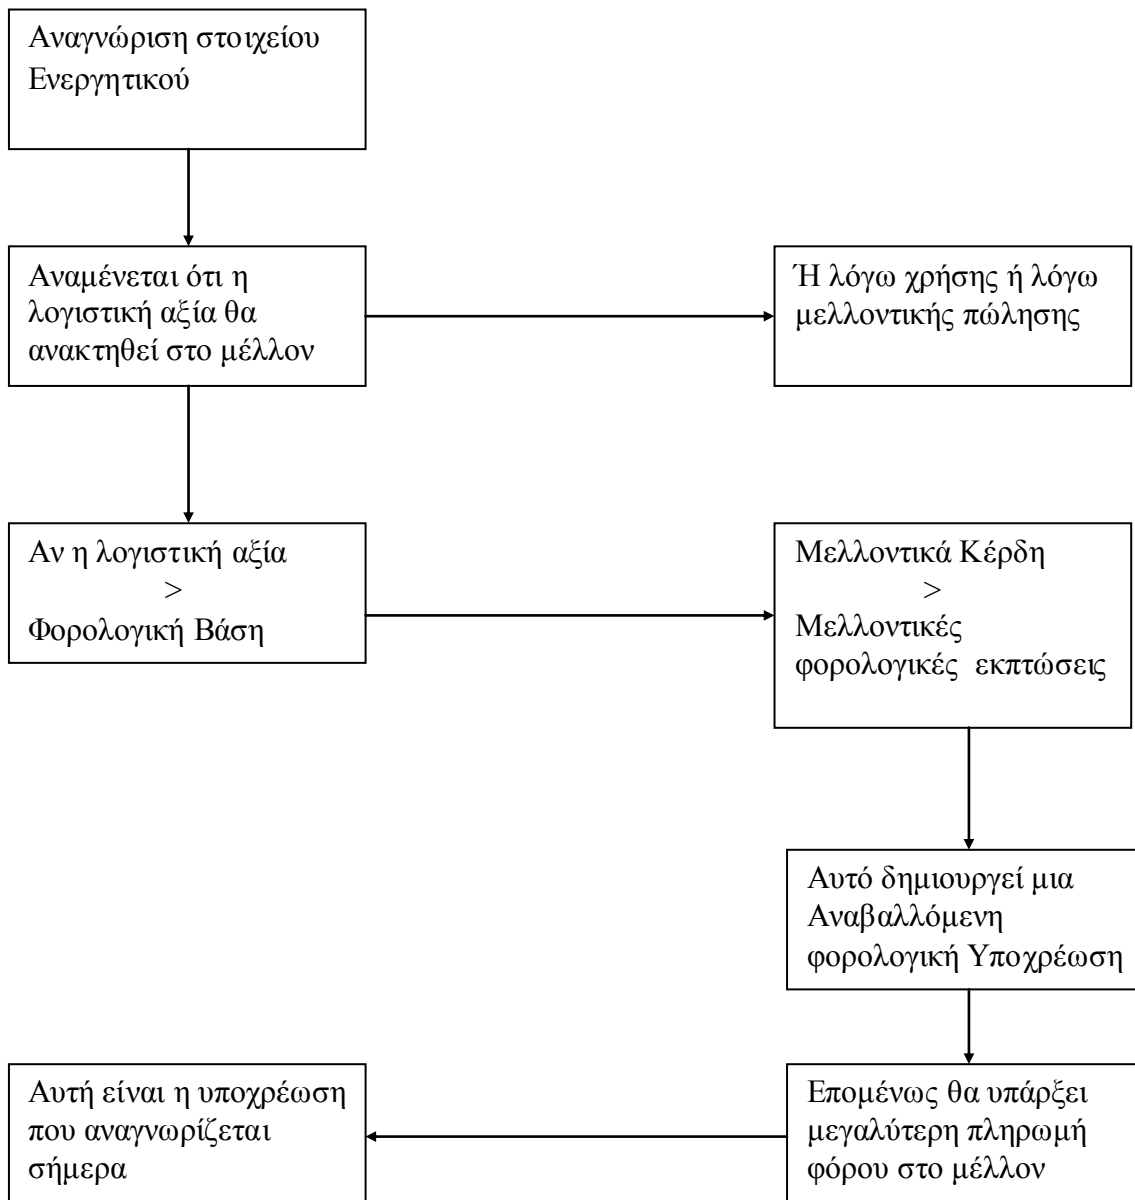 Αναγνώριση στοιχείου
Ενεργητικού
Αναμένεται ότι η
λογιστική αξία θα
ανακτηθεί στο μέλλον
Ή λόγω χρήσης ή λόγω
μελλοντικής πώλησης
Αν η λογιστική αξία
>
Φορολογική Βάση
Μελλοντικά Κέρδη
>
Μελλοντικές
φορολογικές εκπτώσεις
Αυτό δημιουργεί μια
Αναβαλλόμενη
φορολογική Υποχρέωση
Επομένως θα υπάρξει
μεγαλύτερη πληρωμή
φόρου στο μέλλον
Αυτή είναι η υποχρέωση
που αναγνωρίζεται
σήμερα